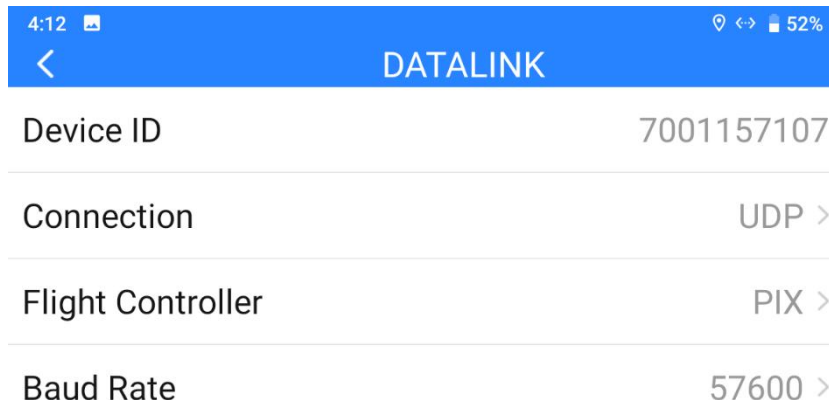 4:12 52%
DATALINK
Device ID 7001157107
Connection UDP
Flight Controller PIX
Baud Rate 57600